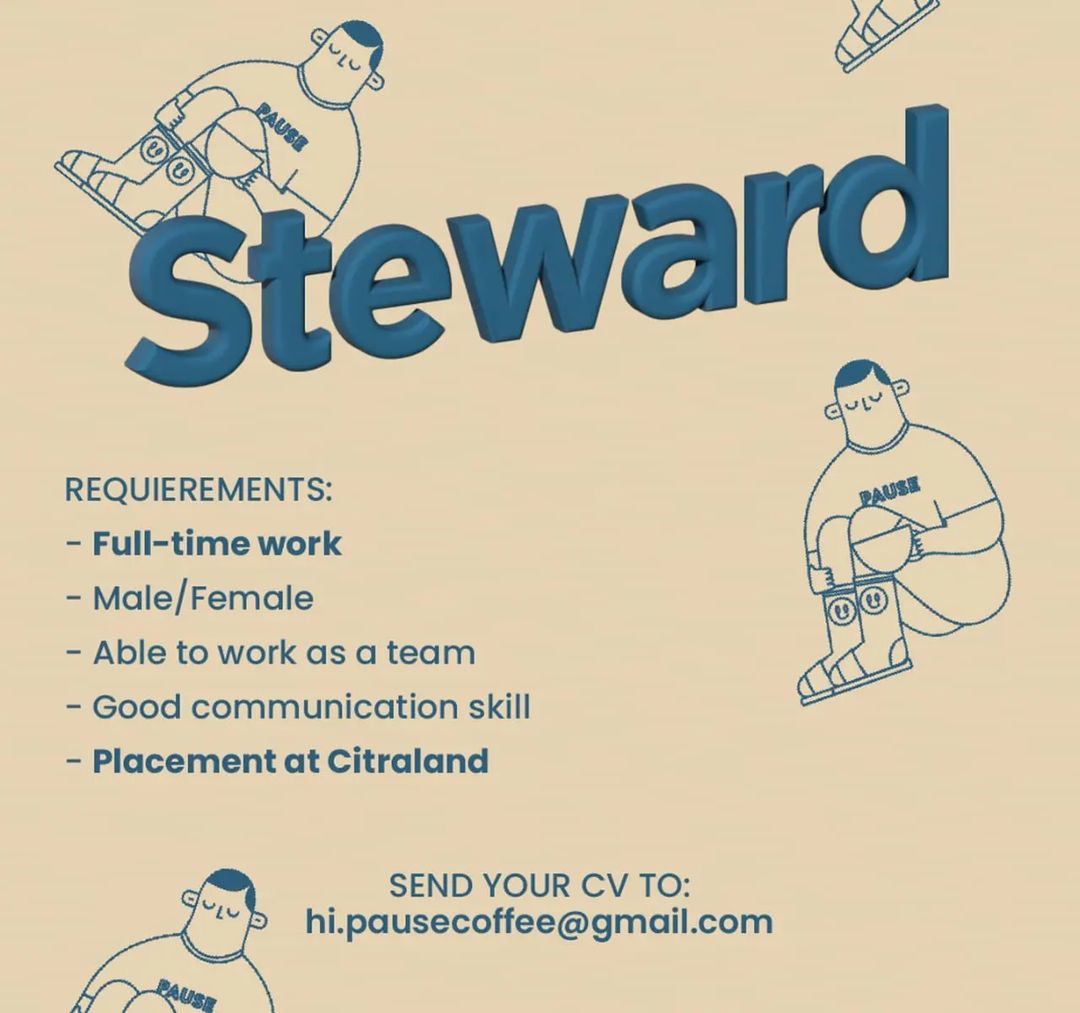 PAUSE
Steward
PAUSE
REQUIEREMENTS:
- Full-time work
- Male/Female
- Able to work as a team
- Good communication skill
- Placement at Citraland
SEND YOUR CV TO:
hi.pausecoffee@gmail.com
PAUSE